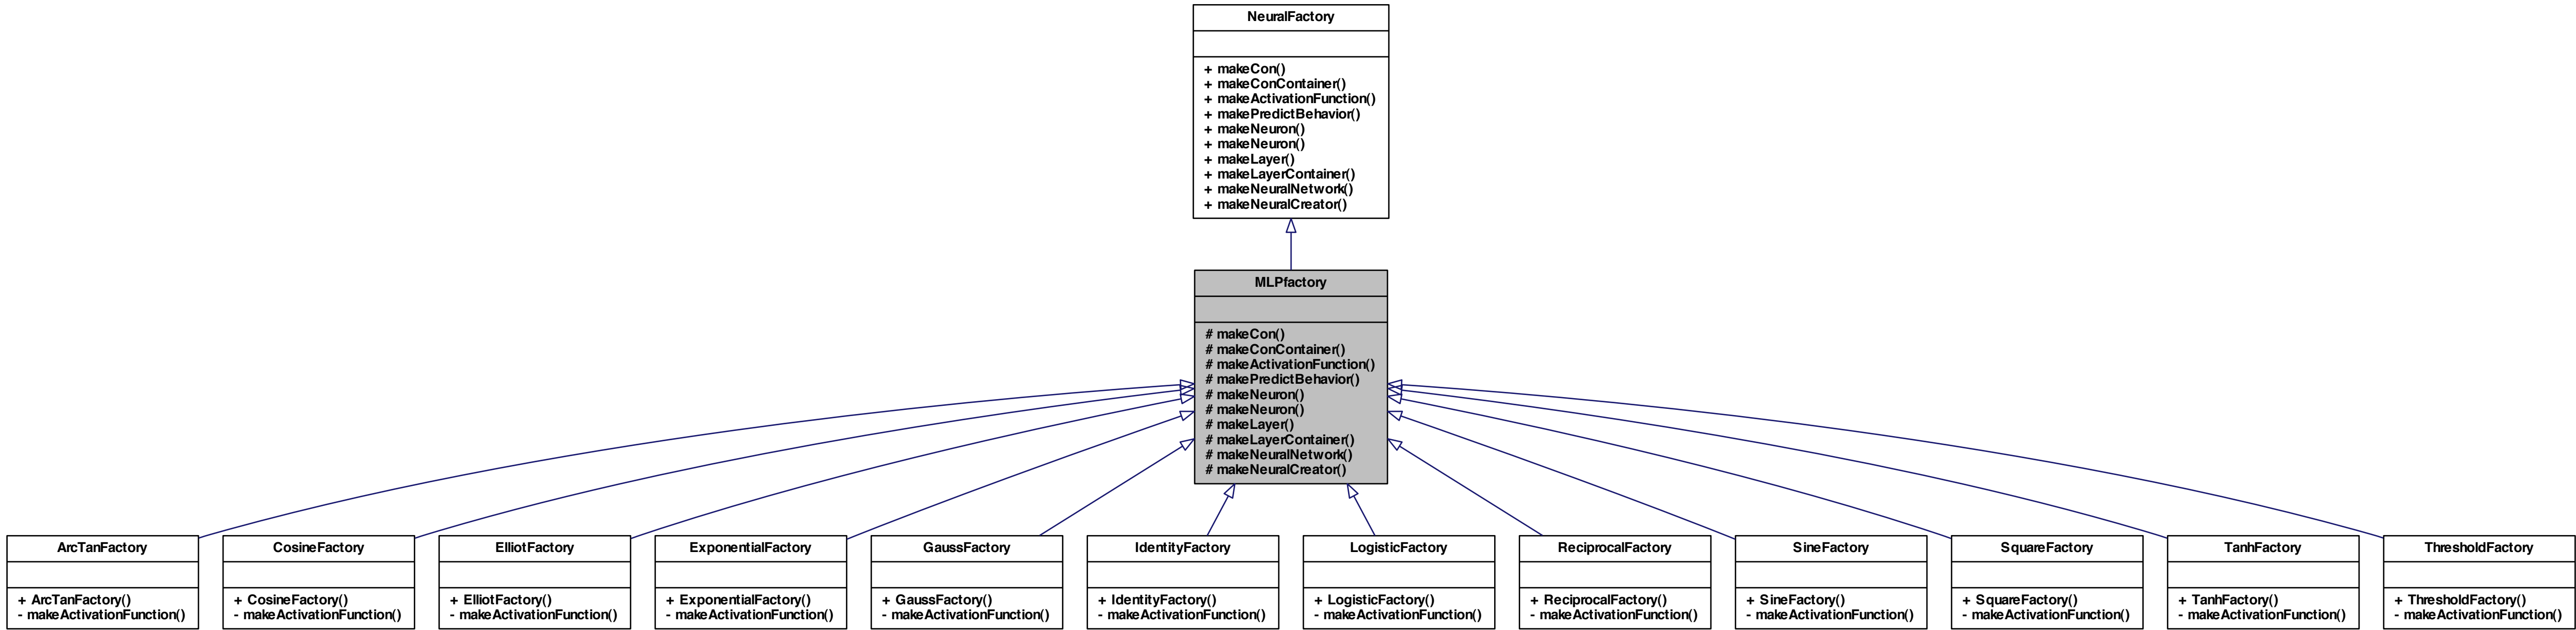 NeuralFactory
+ makeCon()
+ makeConContainer()
+ makeActivationFunction()
+ makePredictBehavior()
+ makeNeuron()
+ makeNeuron()
+ makeLayer()
+ makeLayerContainer()
+ makeNeuralNetwork()
+ makeNeuralCreator()
MLPfactory
# makeCon()
# makeConContainer()
# makeActivationFunction()
# makePredictBehavior()
# makeNeuron()
# makeNeuron()
# makeLayer()
# makeLayerContainer()
# makeNeuralNetwork()
# makeNeuralCreator()
ArcTanFactory
+ ArcTanFactory()
- makeActivationFunction()
CosineFactory
+ CosineFactory()
- makeActivationFunction()
ElliotFactory
+ ElliotFactory()
- makeActivationFunction()
ExponentialFactory
+ ExponentialFactory()
- makeActivationFunction()
GaussFactory
+ GaussFactory()
- makeActivationFunction()
IdentityFactory
+ IdentityFactory()
- makeActivationFunction()
LogisticFactory
+ LogisticFactory()
- makeActivationFunction()
ReciprocalFactory
+ ReciprocalFactory()
- makeActivationFunction()
SineFactory
+ SineFactory()
- makeActivationFunction()
SquareFactory
+ SquareFactory()
- makeActivationFunction()
TanhFactory
+ TanhFactory()
- makeActivationFunction()
ThresholdFactory
+ ThresholdFactory()
- makeActivationFunction()